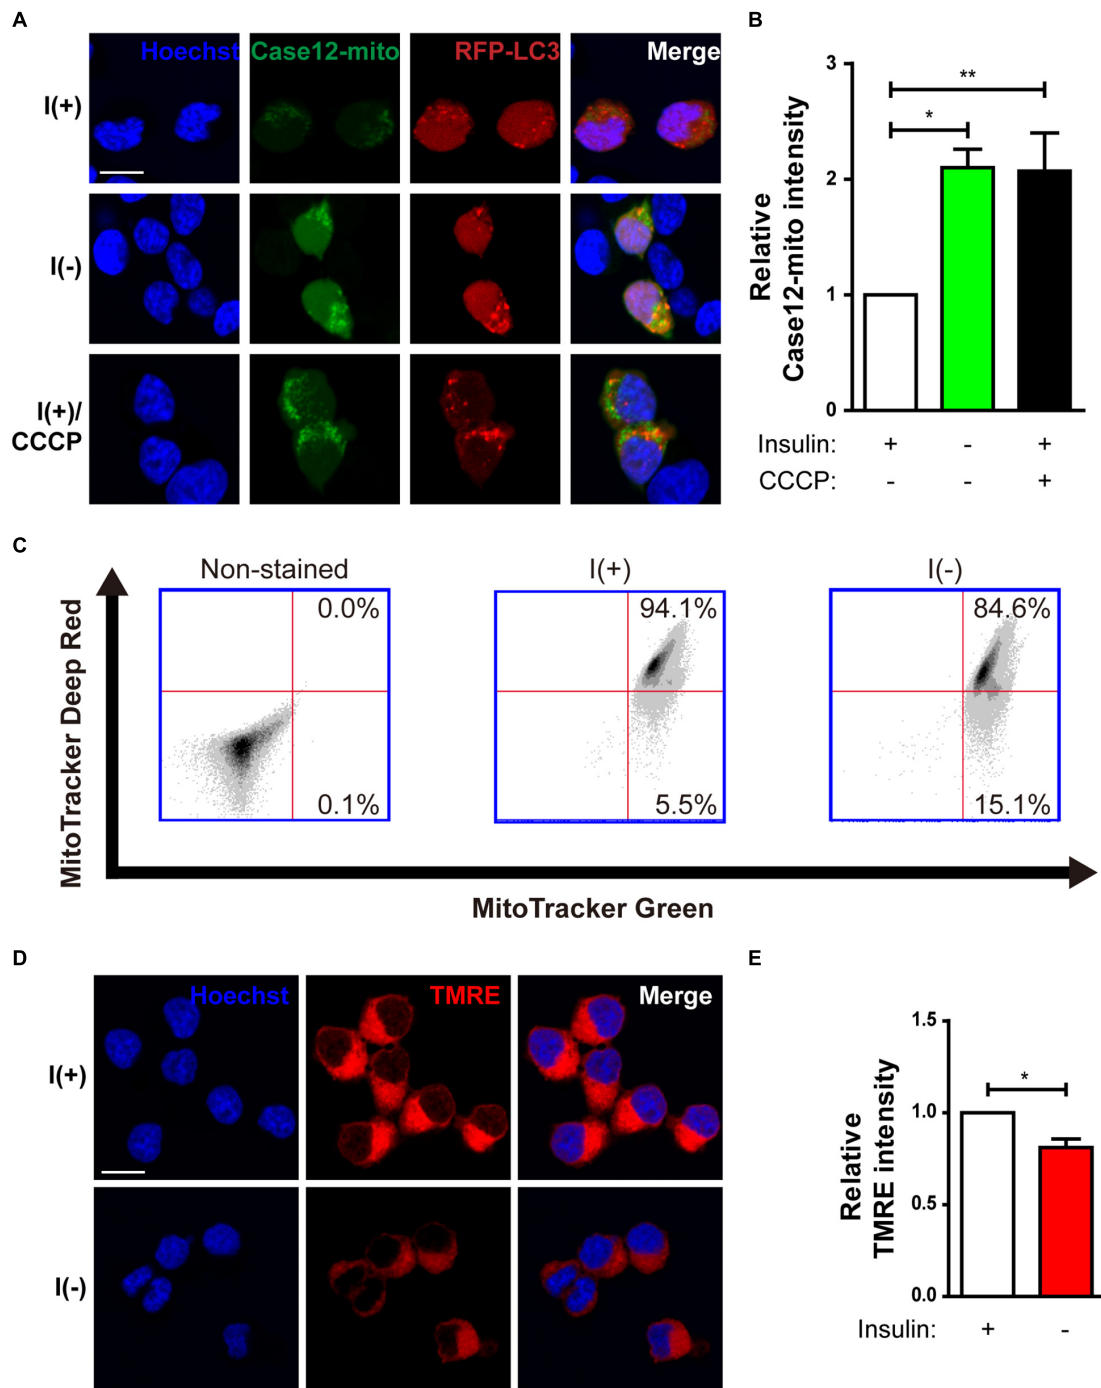 A
Hoechst Case12-mito RFP-LC3 Merge
I(+)
I(-)
I(+)/
CCCP
B
Relative
Case12-mito intensity
3
2
1
0
** 
*
Insulin: + - +
CCCP: - - +
C
Non-stained I(+) I(-)
0.0% 94.1% 84.6%
0.1% 5.5% 15.1%
MitoTracker Deep Red
MitoTracker Green
D
Hoechst TMRE Merge
I(+)
I(-)
E
Relative
TMRE intensity
1.5
1.0
0.5
0.0
*
Insulin: + -